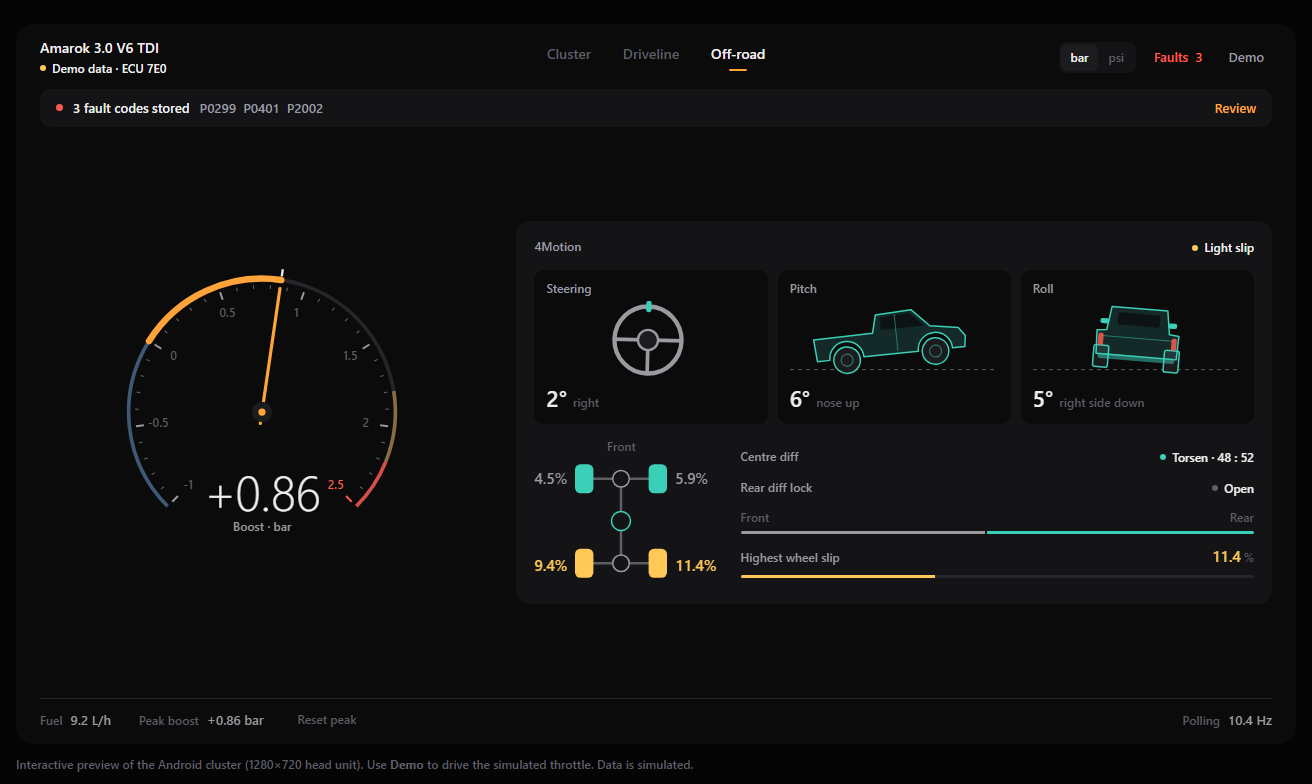 Amarok 3.0 V6 TDI
Demo data · ECU 7E0
Cluster Driveline Off-road
bar psi Faults 3 Demo
3 fault codes stored P0299 P0401 P2002 Review
-1
-0.5
0
0.5
1
1.5
2
2.5
+0.86
Boost · bar
4Motion Light slip
Steering
2° right
Pitch
6° nose up
Roll
5° right side down
Front
4.5% 5.9%
9.4% 11.4%
Centre diff Torsen · 48 : 52
Rear diff lock Open
Front Rear
Highest wheel slip 11.4 %
Fuel 9.2 L/h Peak boost +0.86 bar Reset peak Polling 10.4 Hz
Interactive preview of the Android cluster (1280×720 head unit). Use Demo to drive the simulated throttle. Data is simulated.